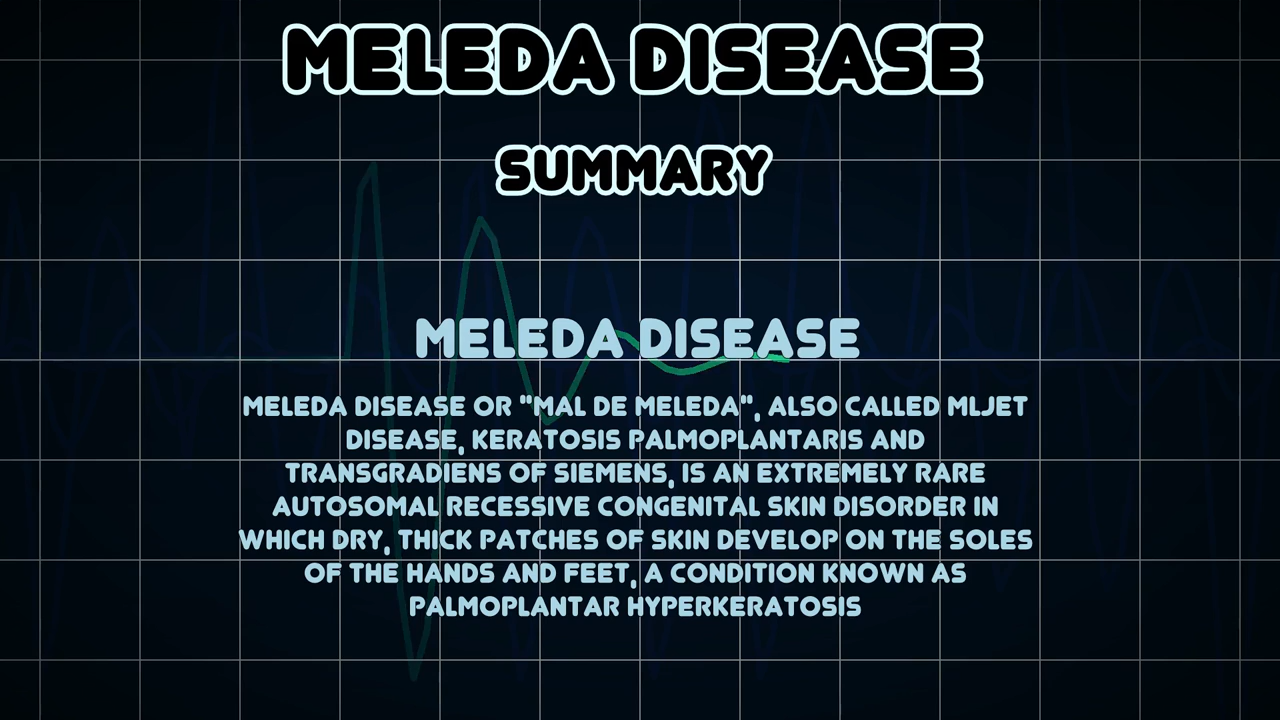 MELEDA DISEASE
SUMMARY
MELEDA DISEASE
MELEDA DISEASE OR "MAL DE MELEDA", ALSO CALLED MLJET
DISEASE, KERATOSIS PALMOPLANTARIS AND
TRANSGRADIENS OF SIEMENS, IS AN EXTREMELY RARE
AUTOSOMAL RECESSIVE CONGENITAL SKIN DISORDER IN
WHICH DRY, THICK PATCHES OF SKIN DEVELOP ON THE SOLES
OF THE HANDS AND FEET, A CONDITION KNOWN AS
PALMOPLANTAR HYPERKERATOSIS